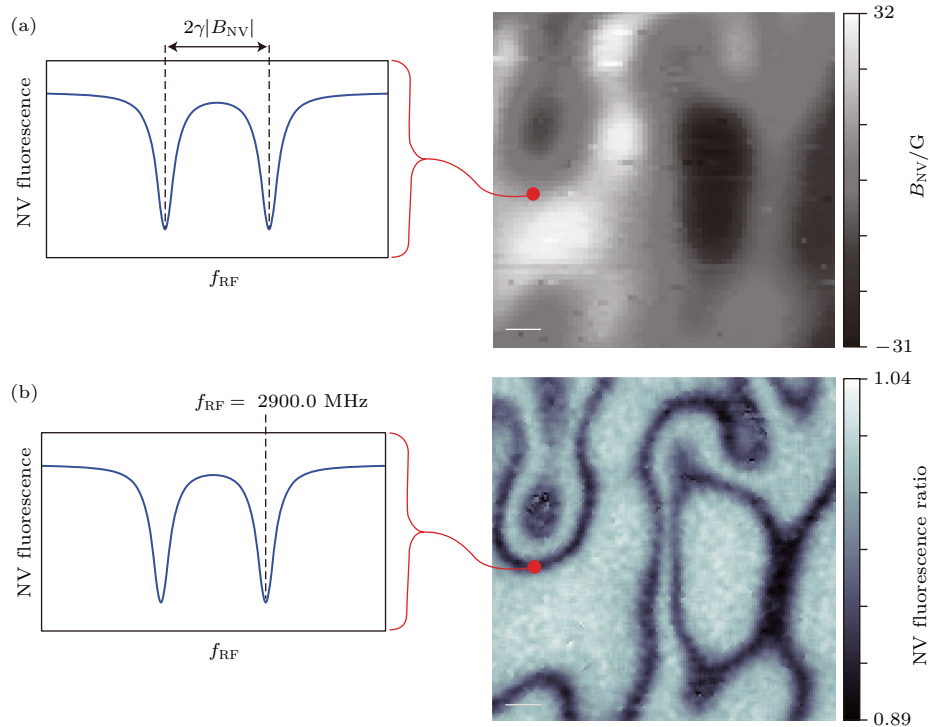 (a)
2γ|B_NV|
NV fluorescence
f_RF
32
B_NV/G
−31
(b)
f_RF = 2900.0 MHz
NV fluorescence
f_RF
1.04
NV fluorescence ratio
0.89